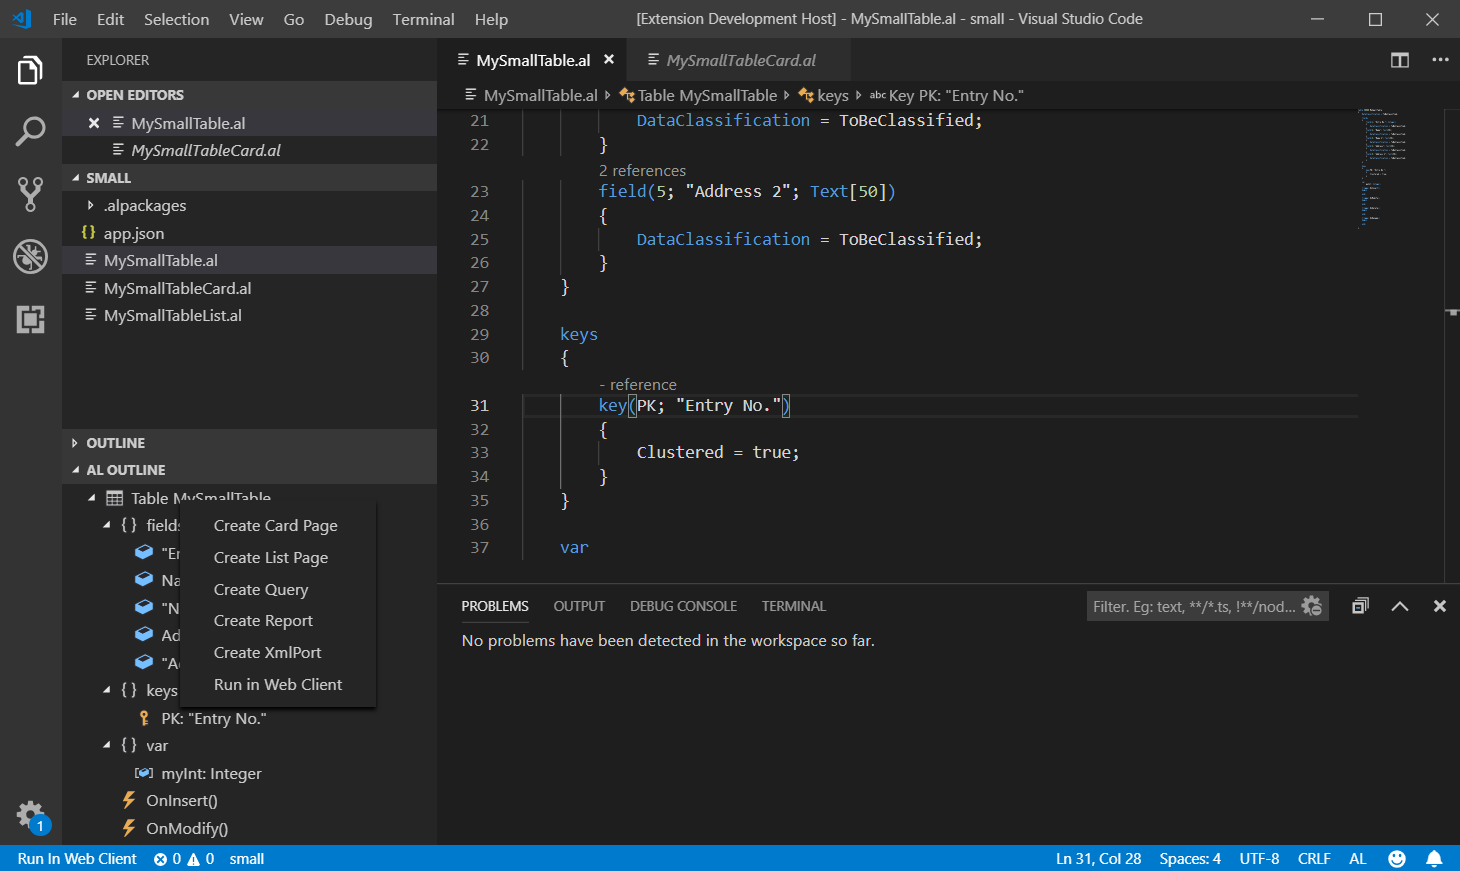 File Edit Selection View Go Debug Terminal Help
[Extension Development Host] - MySmallTable.al - small - Visual Studio Code
EXPLORER
OPEN EDITORS
MySmallTable.al
MySmallTableCard.al
SMALL
.alpackages
{} app.json
MySmallTable.al
MySmallTableCard.al
MySmallTableList.al
OUTLINE
AL OUTLINE
Table MySmallTable
{ } fields
"En
Na
"N
Ad
"Ad
{ } keys
PK: "Entry No."
{ } var
myInt: Integer
OnInsert()
OnModify()
Create Card Page
Create List Page
Create Query
Create Report
Create XmlPort
Run in Web Client
1
MySmallTable.al MySmallTableCard.al
MySmallTable.al Table MySmallTable keys abc Key PK: "Entry No."
21 DataClassification = ToBeClassified;
22 }
2 references
23 field(5; "Address 2"; Text[50])
24 {
25 DataClassification = ToBeClassified;
26 }
27 }
28
29 keys
30 {
- reference
31 key(PK; "Entry No.")
32 {
33 Clustered = true;
34 }
35 }
36
37 var
PROBLEMS OUTPUT DEBUG CONSOLE TERMINAL
Filter. Eg: text, **/*.ts, !**/nod...
No problems have been detected in the workspace so far.
Run In Web Client 0 0 small
Ln 31, Col 28 Spaces: 4 UTF-8 CRLF AL